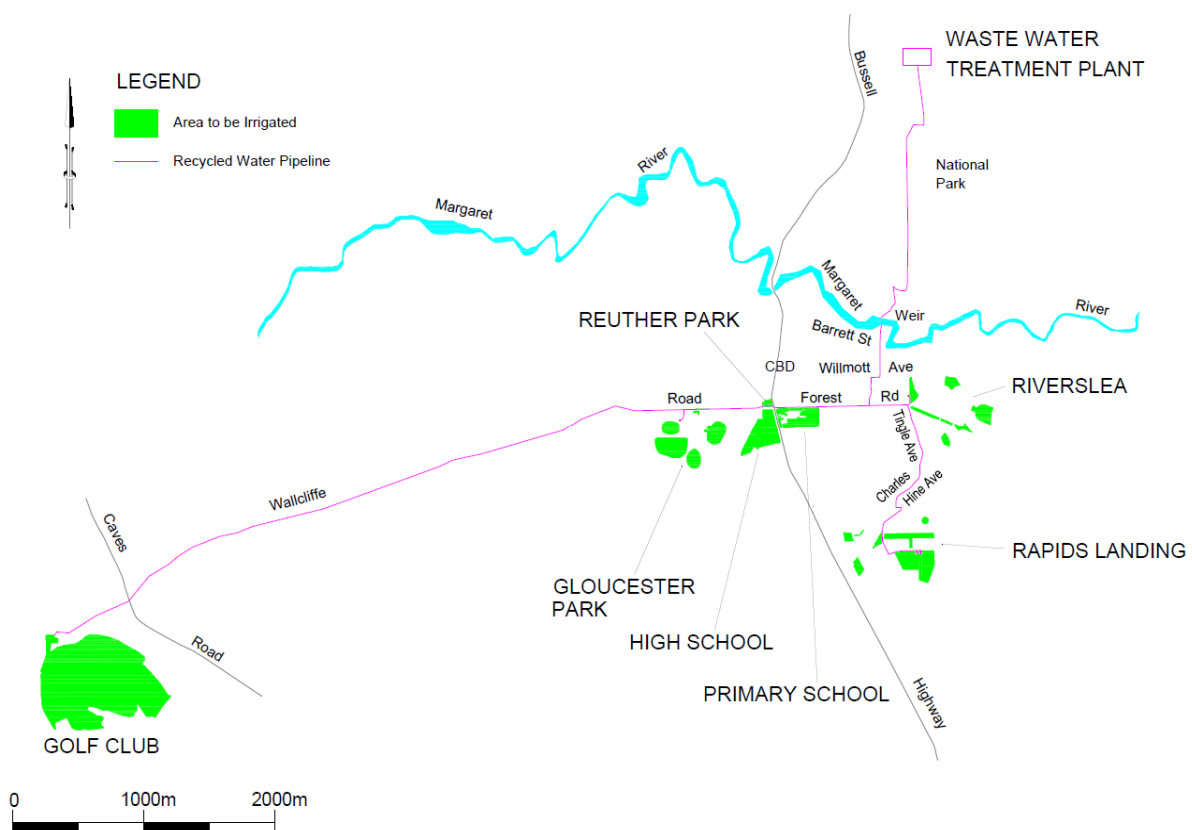 WASTE WATER
TREATMENT PLANT
Bussell
LEGEND
Area to be Irrigated
Recycled Water Pipeline
National
Park
River
Margaret
Margaret
Weir
River
Barrett St
REUTHER PARK
CBD
Willmott
Ave
RIVERSLEA
Road
Forest
Rd
Tingle Ave
Charles
Hine Ave
Wallcliffe
Caves
Road
RAPIDS LANDING
GLOUCESTER
PARK
HIGH SCHOOL
PRIMARY SCHOOL
Highway
GOLF CLUB
0
1000m
2000m